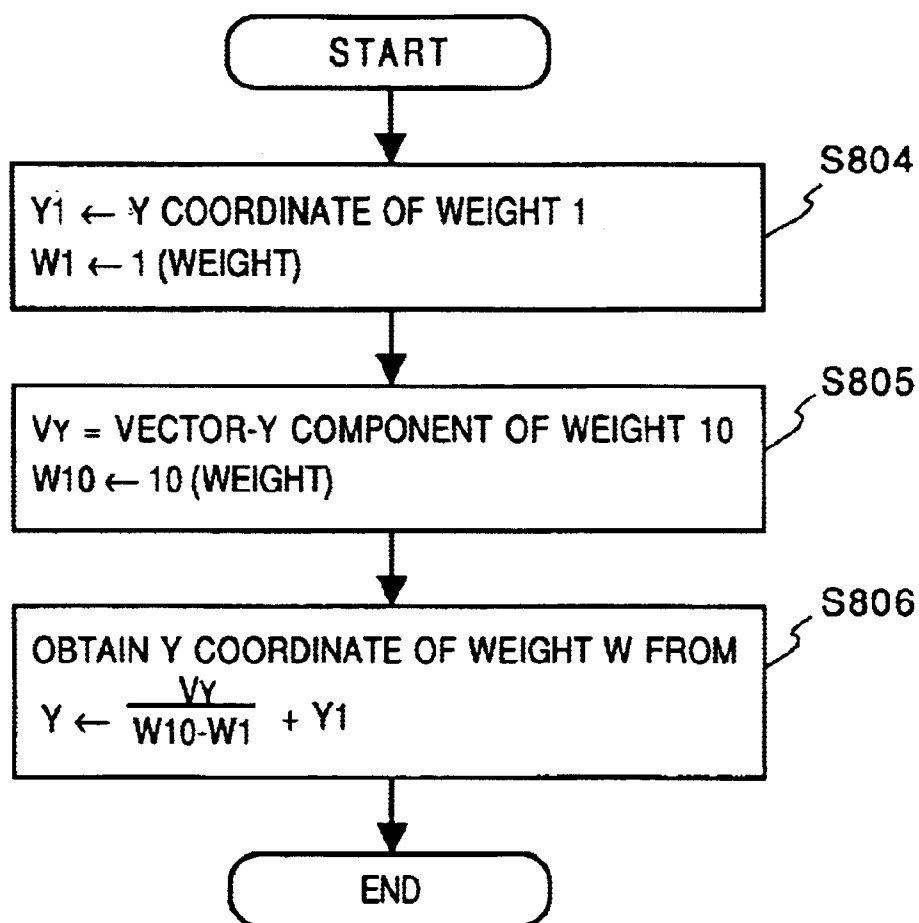 START
S804
Y1 ← Y COORDINATE OF WEIGHT 1
W1 ← 1 (WEIGHT)
S805
VY = VECTOR-Y COMPONENT OF WEIGHT 10
W10 ← 10 (WEIGHT)
S806
OBTAIN Y COORDINATE OF WEIGHT W FROM
Y ← VY / W10-W1 + Y1
END